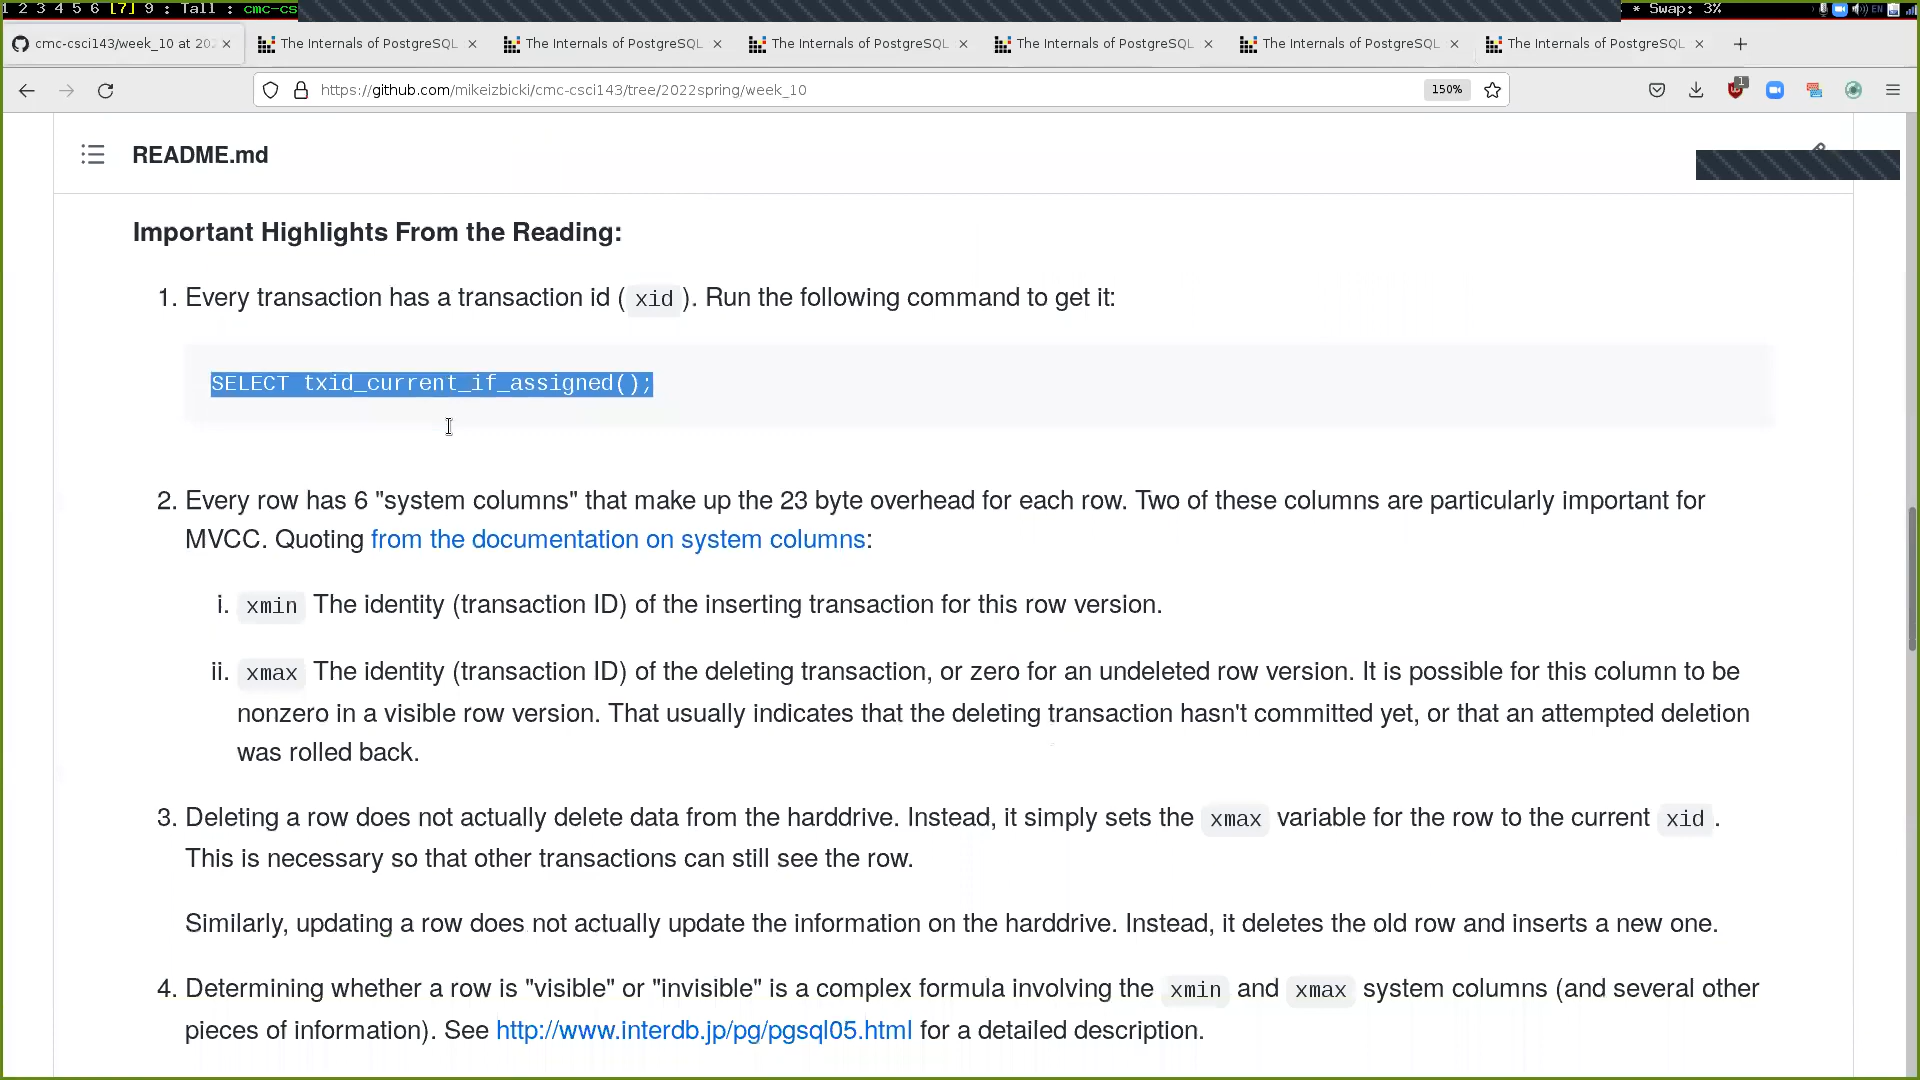 1 2 3 4 5 6 [7] 9 : Tall : cmc-cs * Swap: 3% EN
cmc-csci143/week_10 at 202 × The Internals of PostgreSQL × The Internals of PostgreSQL × The Internals of PostgreSQL × The Internals of PostgreSQL × The Internals of PostgreSQL × The Internals of PostgreSQL × +
https://github.com/mikeizbicki/cmc-csci143/tree/2022spring/week_10 150% 1
README.md
Important Highlights From the Reading:
1. Every transaction has a transaction id ( xid ). Run the following command to get it:
SELECT txid_current_if_assigned();
2. Every row has 6 "system columns" that make up the 23 byte overhead for each row. Two of these columns are particularly important for
MVCC. Quoting from the documentation on system columns:
i. xmin The identity (transaction ID) of the inserting transaction for this row version.
ii. xmax The identity (transaction ID) of the deleting transaction, or zero for an undeleted row version. It is possible for this column to be
nonzero in a visible row version. That usually indicates that the deleting transaction hasn't committed yet, or that an attempted deletion
was rolled back.
3. Deleting a row does not actually delete data from the harddrive. Instead, it simply sets the xmax variable for the row to the current xid .
This is necessary so that other transactions can still see the row.
Similarly, updating a row does not actually update the information on the harddrive. Instead, it deletes the old row and inserts a new one.
4. Determining whether a row is "visible" or "invisible" is a complex formula involving the xmin and xmax system columns (and several other
pieces of information). See http://www.interdb.jp/pg/pgsql05.html for a detailed description.